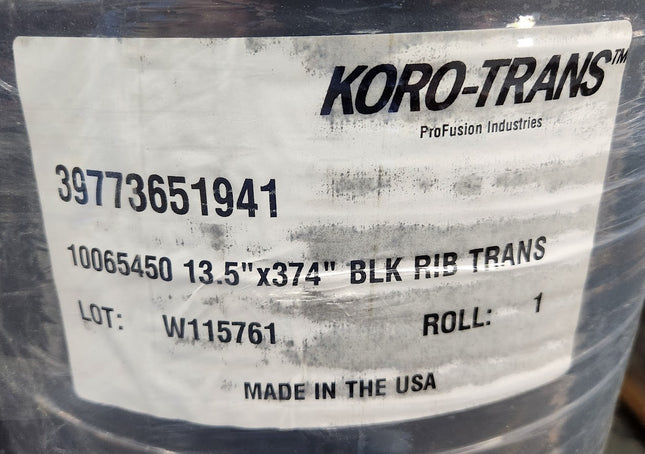 KORO-TRANS™
ProFusion Industries
39773651941
10065450 13.5"x374" BLK RIB TRANS
LOT: W115761 ROLL: 1
MADE IN THE USA